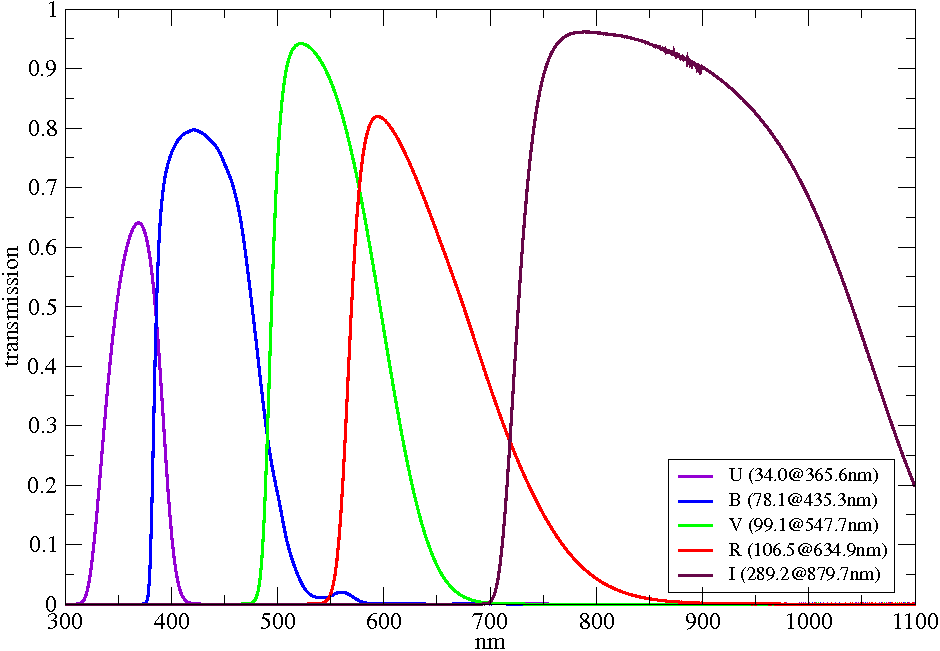 1
0.9
0.8
0.7
0.6
0.5
0.4
0.3
0.2
0.1
0
transmission
300 400 500 600 700 800 900 1000 1100
nm
U (34.0@365.6nm)
B (78.1@435.3nm)
V (99.1@547.7nm)
R (106.5@634.9nm)
I (289.2@879.7nm)